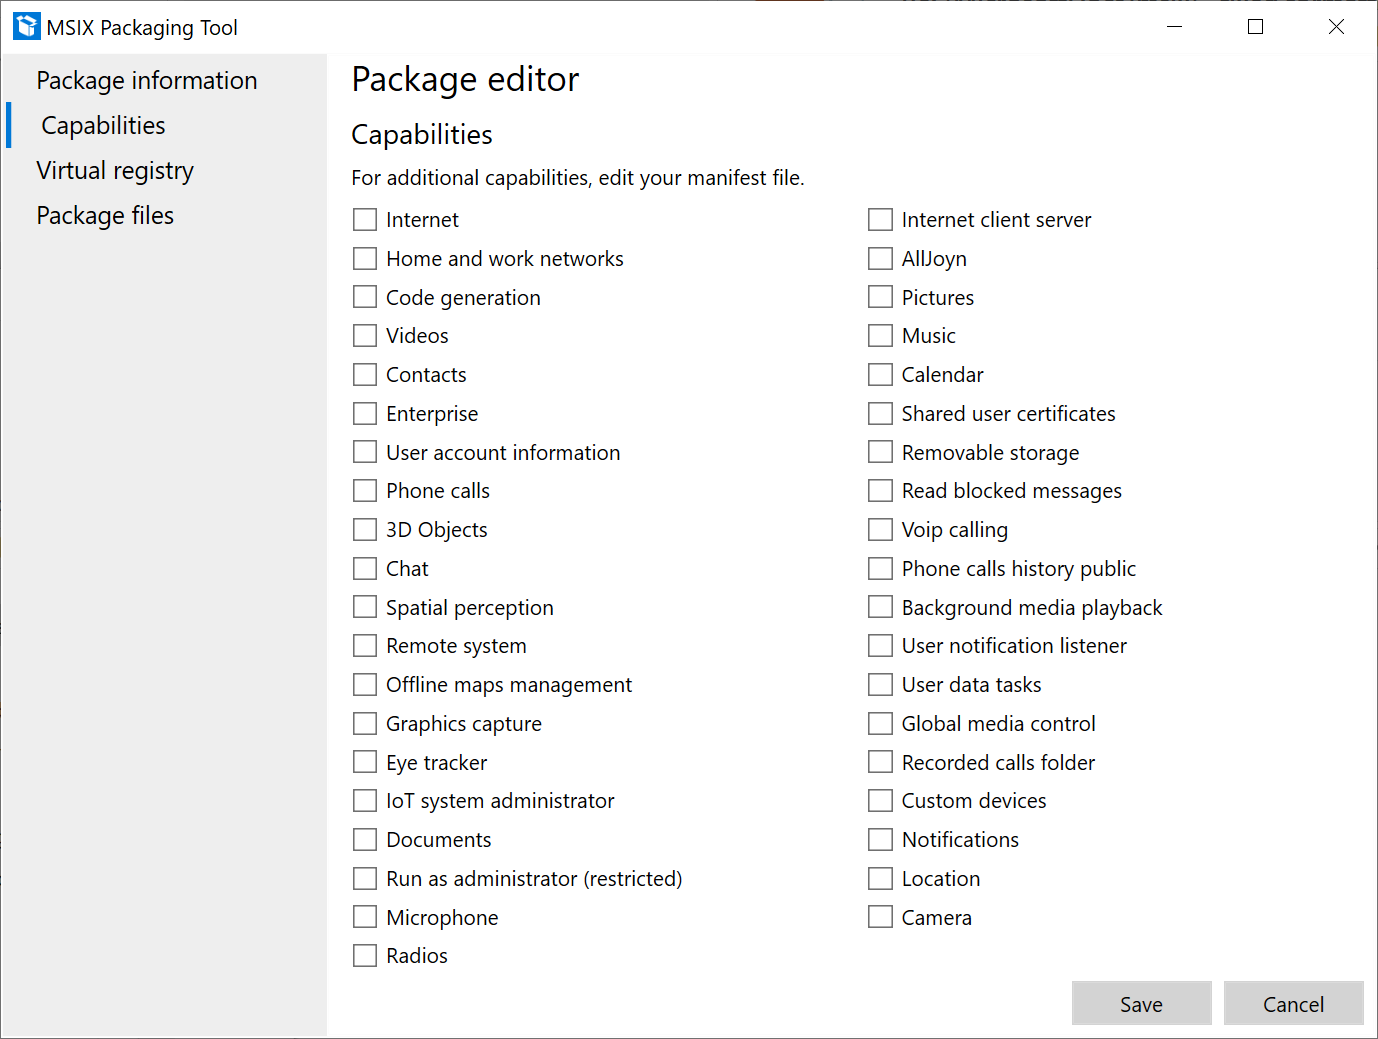 MSIX Packaging Tool
Package information
Capabilities
Virtual registry
Package files
Package editor
Capabilities
For additional capabilities, edit your manifest file.
Internet
Internet client server
Home and work networks
AllJoyn
Code generation
Pictures
Videos
Music
Contacts
Calendar
Enterprise
Shared user certificates
User account information
Removable storage
Phone calls
Read blocked messages
3D Objects
Voip calling
Chat
Phone calls history public
Spatial perception
Background media playback
Remote system
User notification listener
Offline maps management
User data tasks
Graphics capture
Global media control
Eye tracker
Recorded calls folder
IoT system administrator
Custom devices
Documents
Notifications
Run as administrator (restricted)
Location
Microphone
Camera
Radios
Save
Cancel